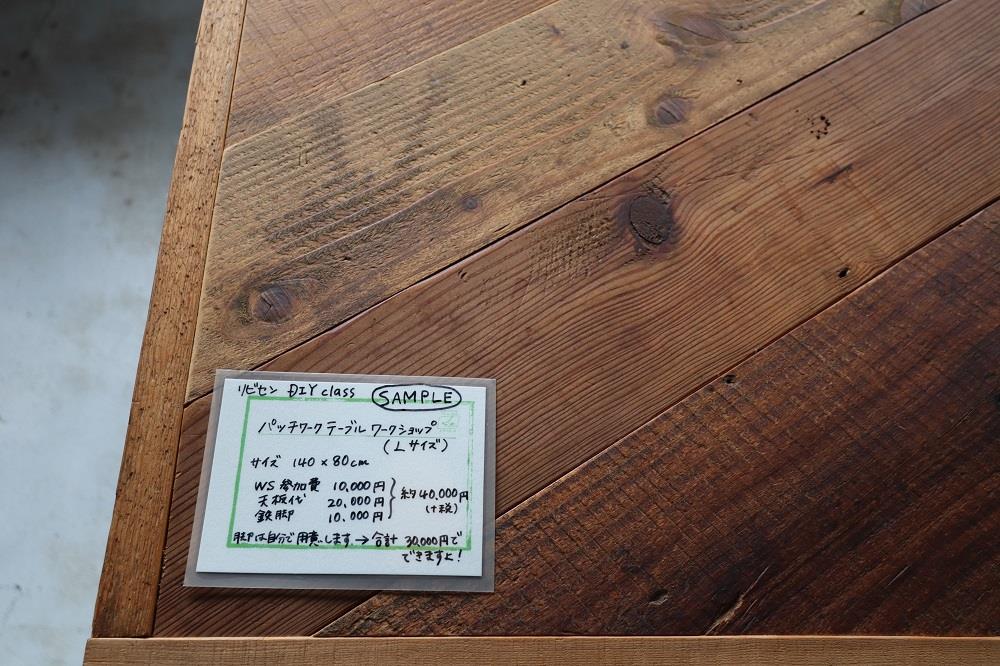 リビセン DIY class SAMPLE
パッチワークテーブルワークショップ
(Lサイズ)
サイズ 140×80cm
WS参加費 10,000円
天板代 20,000円
鉄脚 10,000円
約40,000円
(+税)
脚は自分で用意します→合計 30,000円で
できますよ!